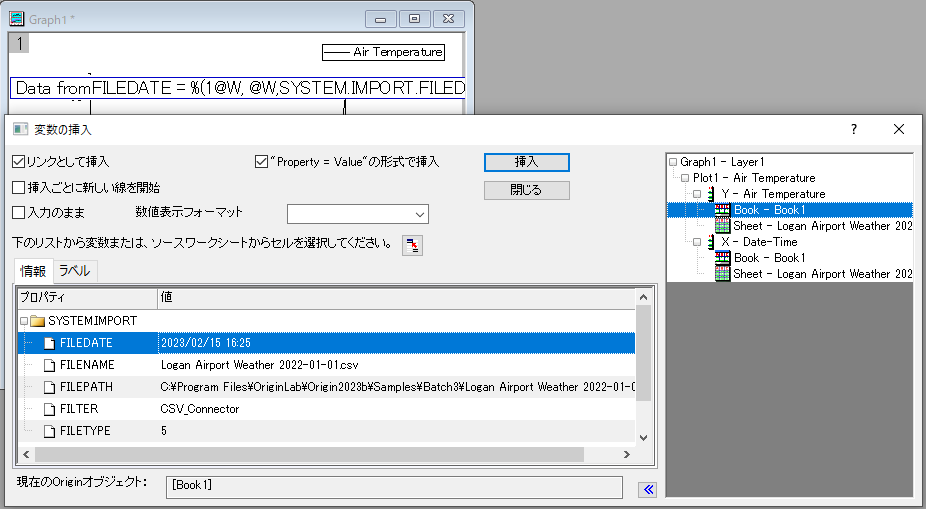 Graph1 *
1
Air Temperature
Data fromFILEDATE = %(1@W, @W,SYSTEM.IMPORT.FILED
変数の挿入
?
リンクとして挿入
"Property = Value"の形式で挿入
挿入
挿入ごとに新しい線を開始
閉じる
入力のまま
数値表示フォーマット
下のリストから変数または、ソースワークシートからセルを選択してください。
情報
ラベル
プロパティ
値
SYSTEM.IMPORT
FILEDATE
2023/02/15 16:25
FILENAME
Logan Airport Weather 2022-01-01.csv
FILEPATH
C:¥Program Files¥OriginLab¥Origin2023b¥Samples¥Batch3¥Logan Airport Weather 2022-01-0
FILTER
CSV_Connector
FILETYPE
5
現在のOriginオブジェクト:
[Book1]
Graph1 - Layer1
Plot1 - Air Temperature
Y - Air Temperature
Book - Book1
Sheet - Logan Airport Weather 202
X - Date-Time
Book - Book1
Sheet - Logan Airport Weather 202